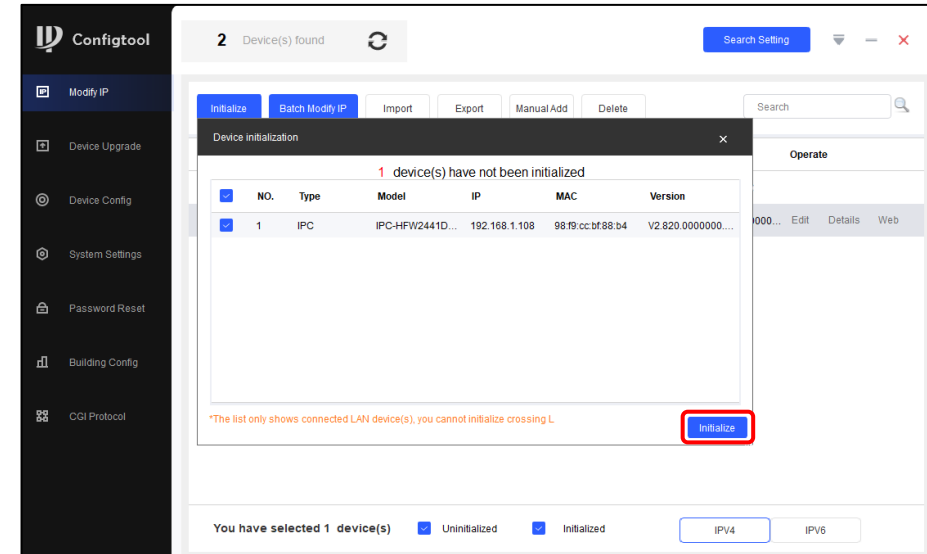 Configtool
2 Device(s) found
Search Setting
Modify IP
Device Upgrade
Device Config
System Settings
Password Reset
Building Config
CGI Protocol
Initialize Batch Modify IP Import Export Manual Add Delete Search
Operate
Device initialization
1 device(s) have not been initialized
NO. Type Model IP MAC Version
1 IPC IPC-HFW2441D... 192.168.1.108 98:f9:cc:bf:88:b4 V2.820.0000000....
Edit Details Web
*The list only shows connected LAN device(s), you cannot initialize crossing L
Initialize
You have selected 1 device(s) Uninitialized Initialized IPV4 IPV6